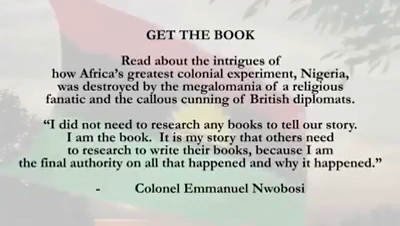 GET THE BOOK
Read about the intrigues of
how Africa's greatest colonial experiment, Nigeria,
was destroyed by the megalomania of a religious
fanatic and the callous cunning of British diplomats.
“I did not need to research any books to tell our story.
I am the book.  It is my story that others need
to research to write their books, because I am
the final authority on all that happened and why it happened.”
- Colonel Emmanuel Nwobosi